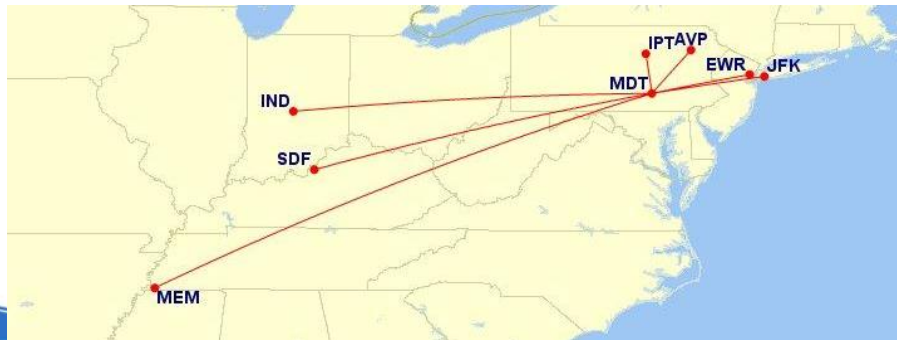 IPT
AVP
EWR
JFK
MDT
IND
SDF
MEM